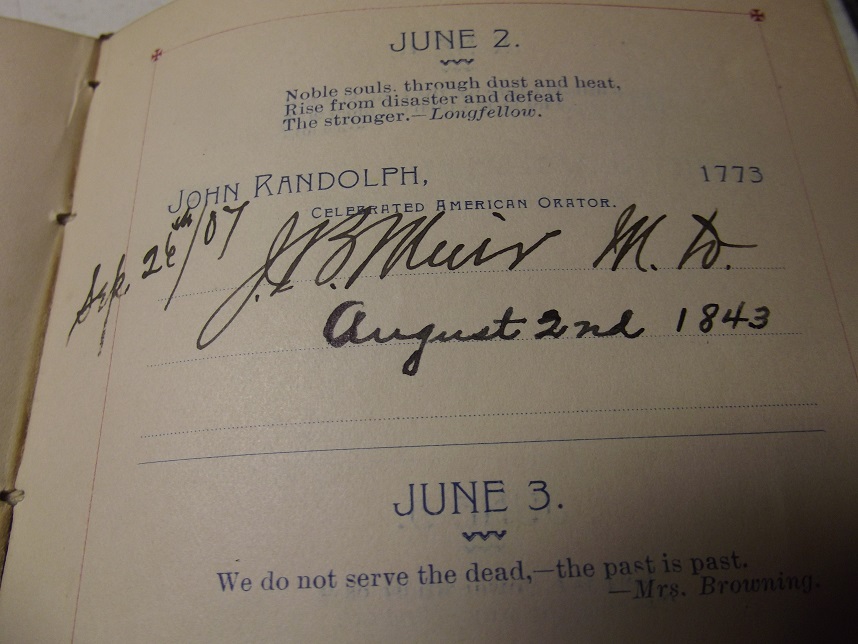 JUNE 2.
Noble souls, through dust and heat,
Rise from disaster and defeat
The stronger.—Longfellow.
JOHN RANDOLPH, 1773
CELEBRATED AMERICAN ORATOR.
Sep. 26th/07 J. B. Muir M. D.
August 2nd 1843
JUNE 3.
We do not serve the dead,—the past is past.
—Mrs. Browning.